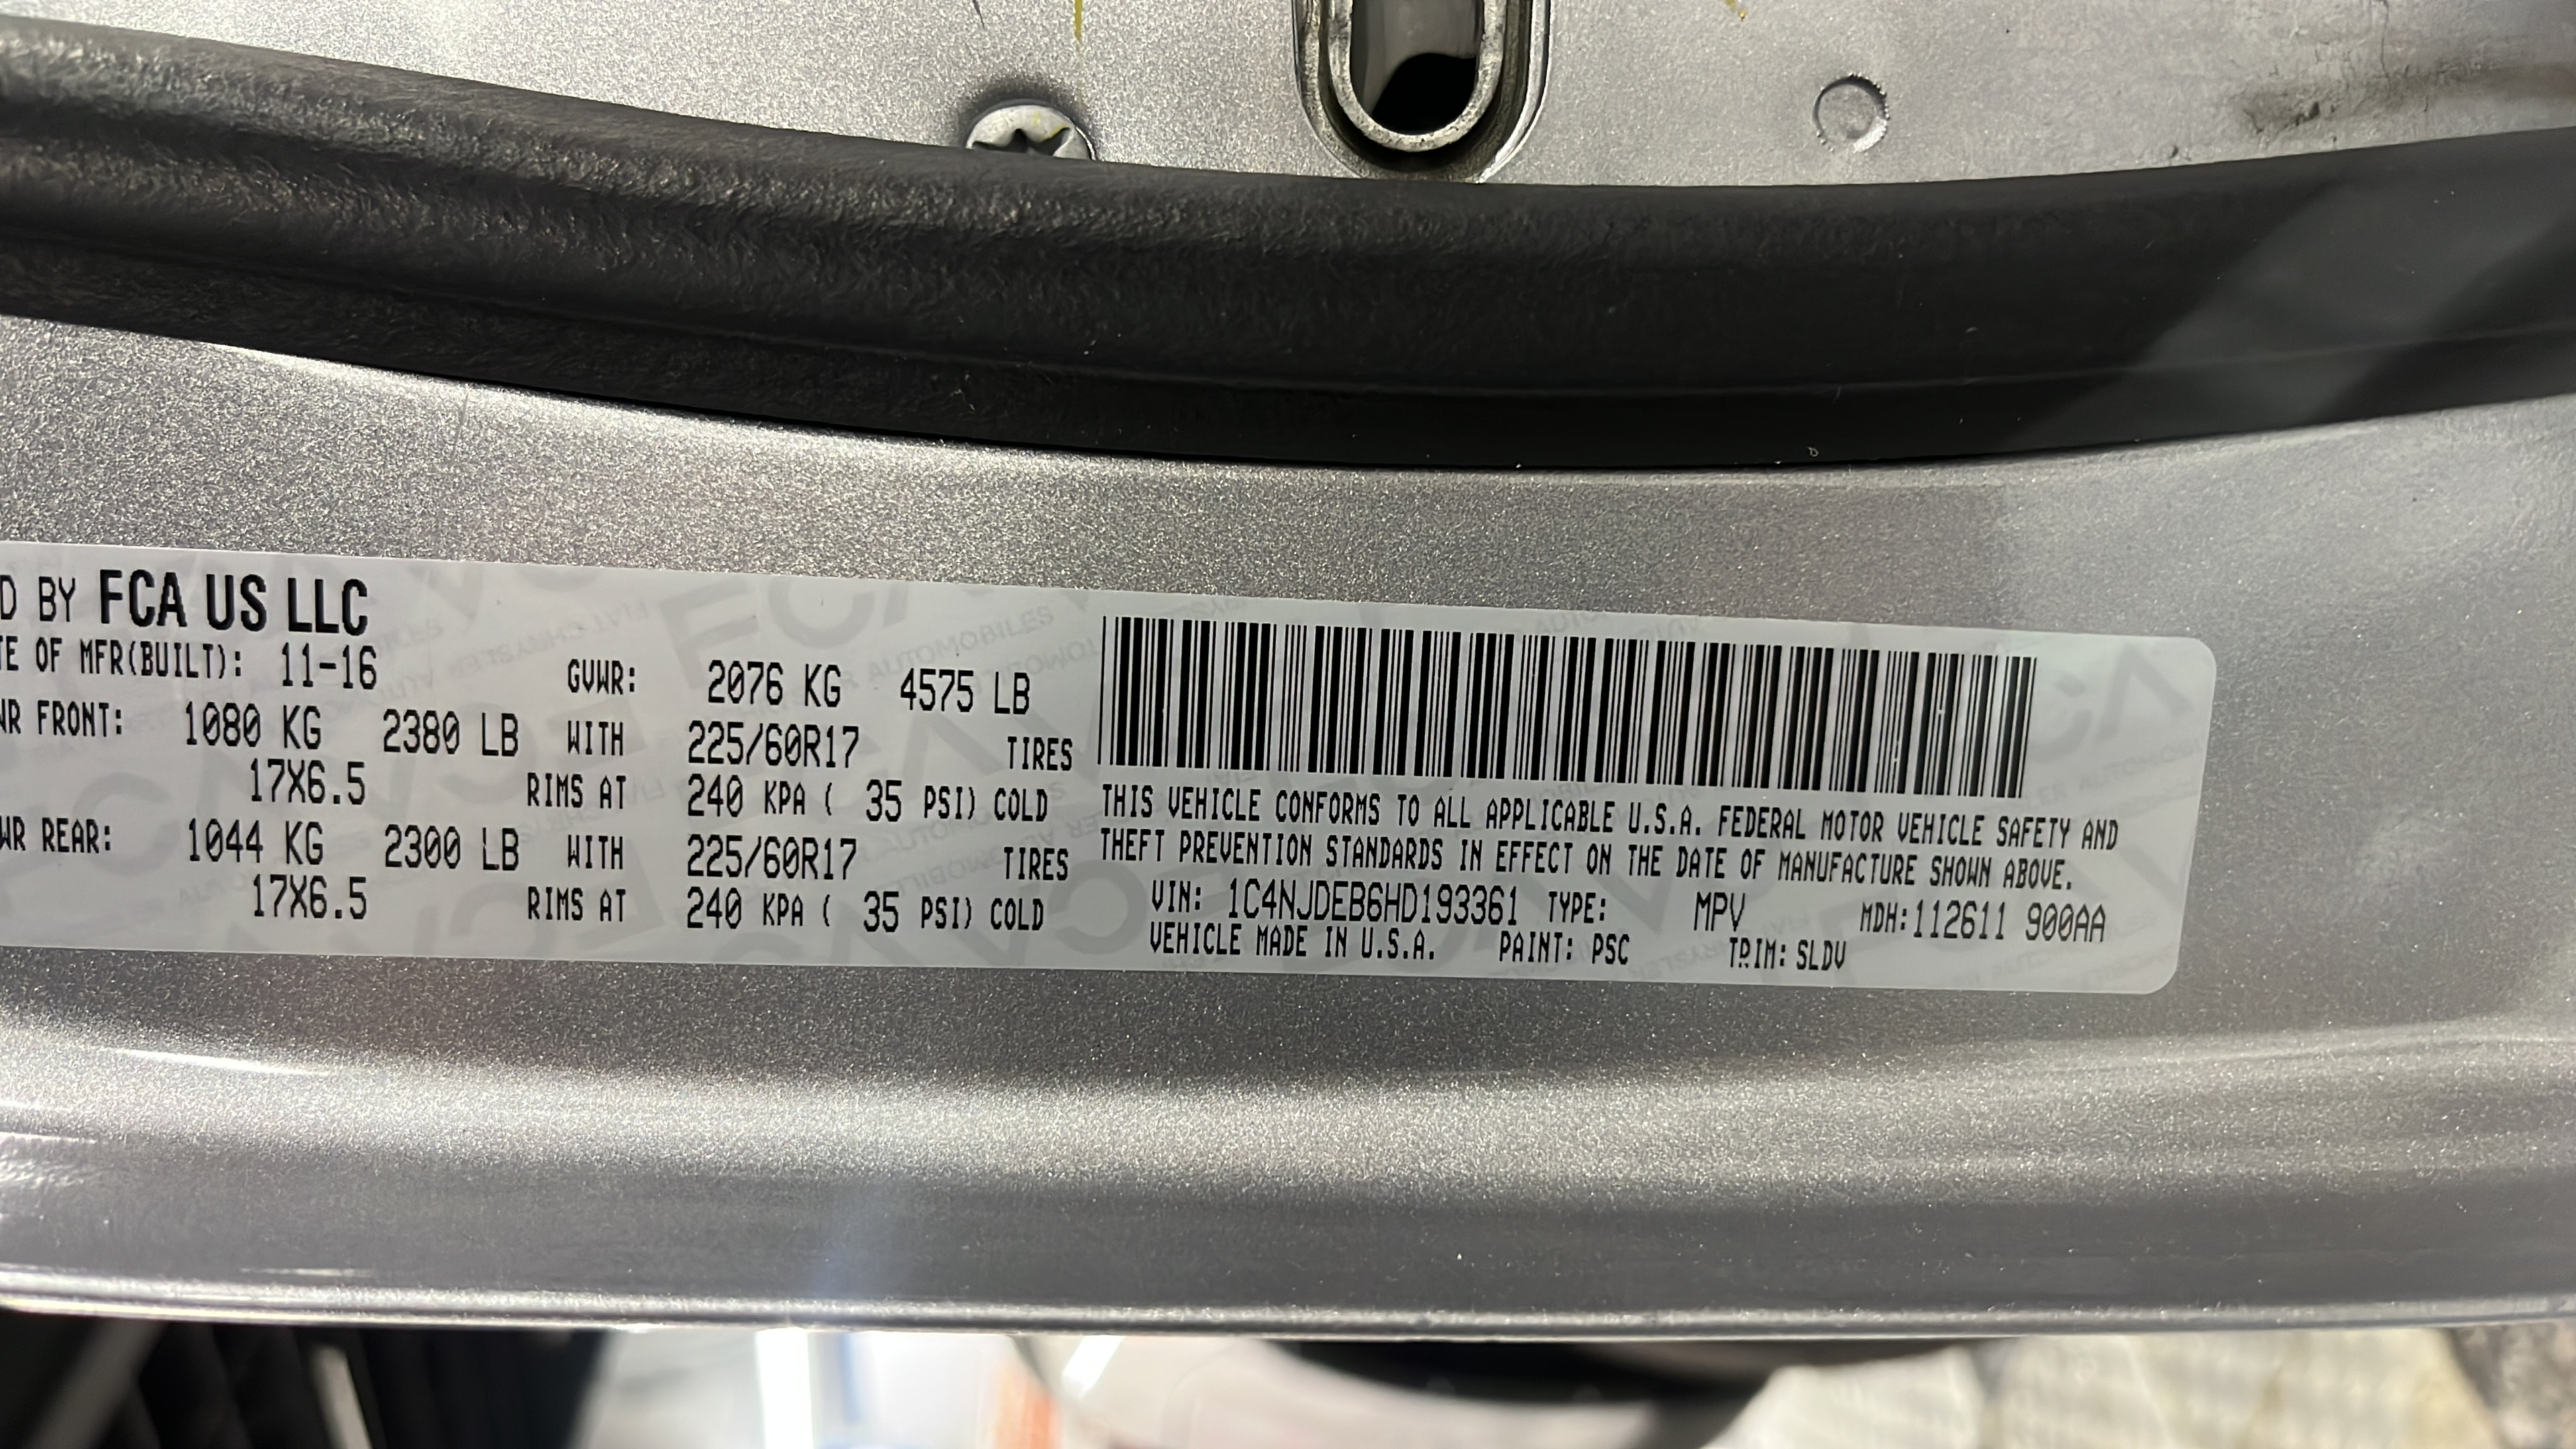 D BY FCA US LLC
TE OF MFR(BUILT): 11-16 GVWR: 2076 KG 4575 LB
WR FRONT: 1080 KG 2380 LB WITH 225/60R17 TIRES
17X6.5 RIMS AT 240 KPA ( 35 PSI) COLD
WR REAR: 1044 KG 2300 LB WITH 225/60R17 TIRES
17X6.5 RIMS AT 240 KPA ( 35 PSI) COLD
THIS VEHICLE CONFORMS TO ALL APPLICABLE U.S.A. FEDERAL MOTOR VEHICLE SAFETY AND
THEFT PREVENTION STANDARDS IN EFFECT ON THE DATE OF MANUFACTURE SHOWN ABOVE.
VIN: 1C4NJDEB6HD193361 TYPE: MPV MDH:112611 900AA
VEHICLE MADE IN U.S.A. PAINT: PSC TRIM: SLDV